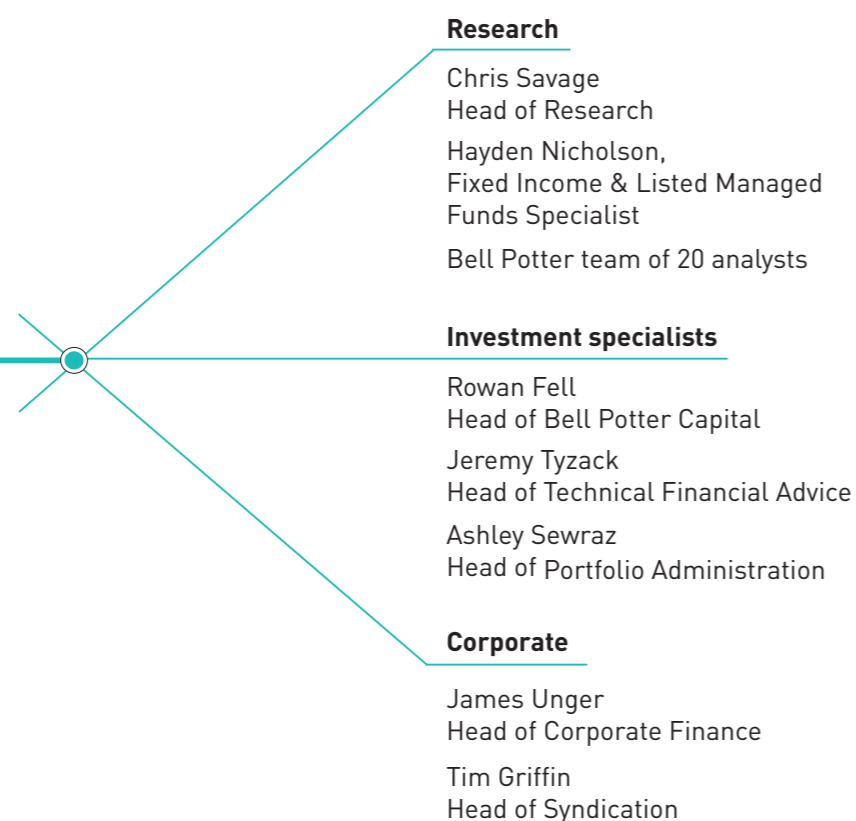 Research
Chris Savage
Head of Research
Hayden Nicholson,
Fixed Income & Listed Managed
Funds Specialist
Bell Potter team of 20 analysts
Investment specialists
Rowan Fell
Head of Bell Potter Capital
Jeremy Tyzack
Head of Technical Financial Advice
Ashley Sewraz
Head of Portfolio Administration
Corporate
James Unger
Head of Corporate Finance
Tim Griffin
Head of Syndication